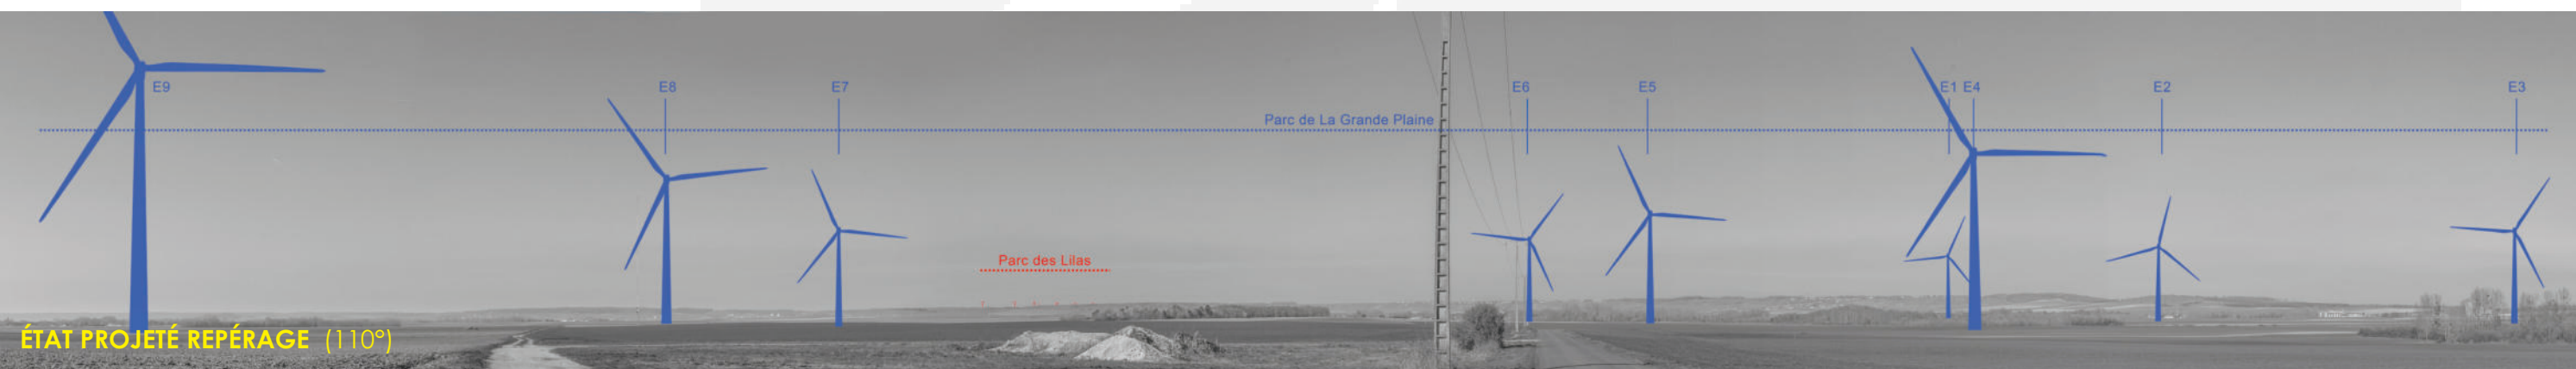 E9
E8
E7
E6
E5
E1 E4
E2
E3
Parc de La Grande Plaine
Parc des Lilas
ÉTAT PROJETÉ REPÉRAGE (110°)